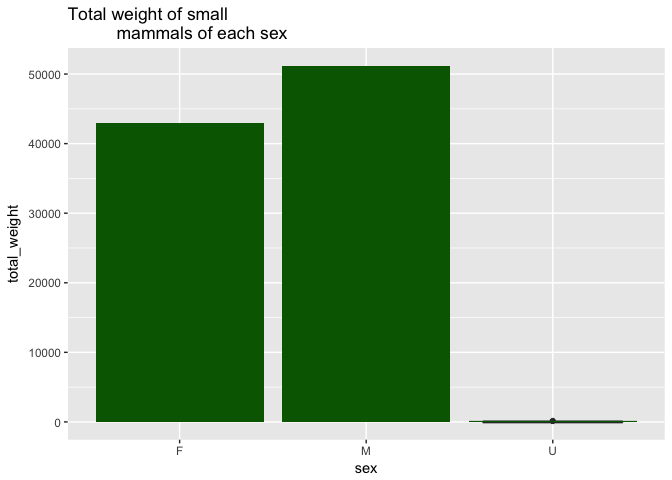 Total weight of small
mammals of each sex
50000
40000
30000
20000
10000
0
total_weight
F M U
sex